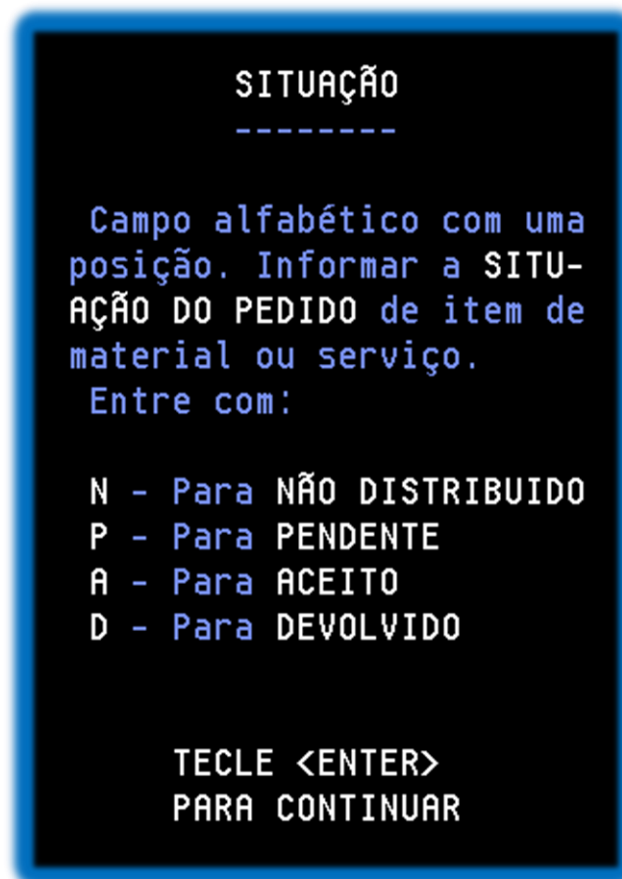 SITUAÇÃO
--------
Campo alfabético com uma
posição. Informar a SITU-
AÇÃO DO PEDIDO de item de
material ou serviço.
Entre com:
N - Para NÃO DISTRIBUIDO
P - Para PENDENTE
A - Para ACEITO
D - Para DEVOLVIDO
TECLE <ENTER>
PARA CONTINUAR